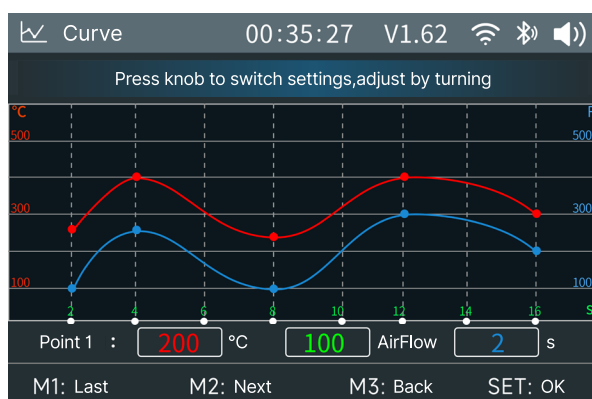 Curve 00:35:27 V1.62
Press knob to switch settings,adjust by turning
°C F
500 500
300 300
100 100
2 4 6 8 10 12 14 16 S
Point 1 : 200 °C 100 AirFlow 2 s
M1: Last M2: Next M3: Back SET: OK